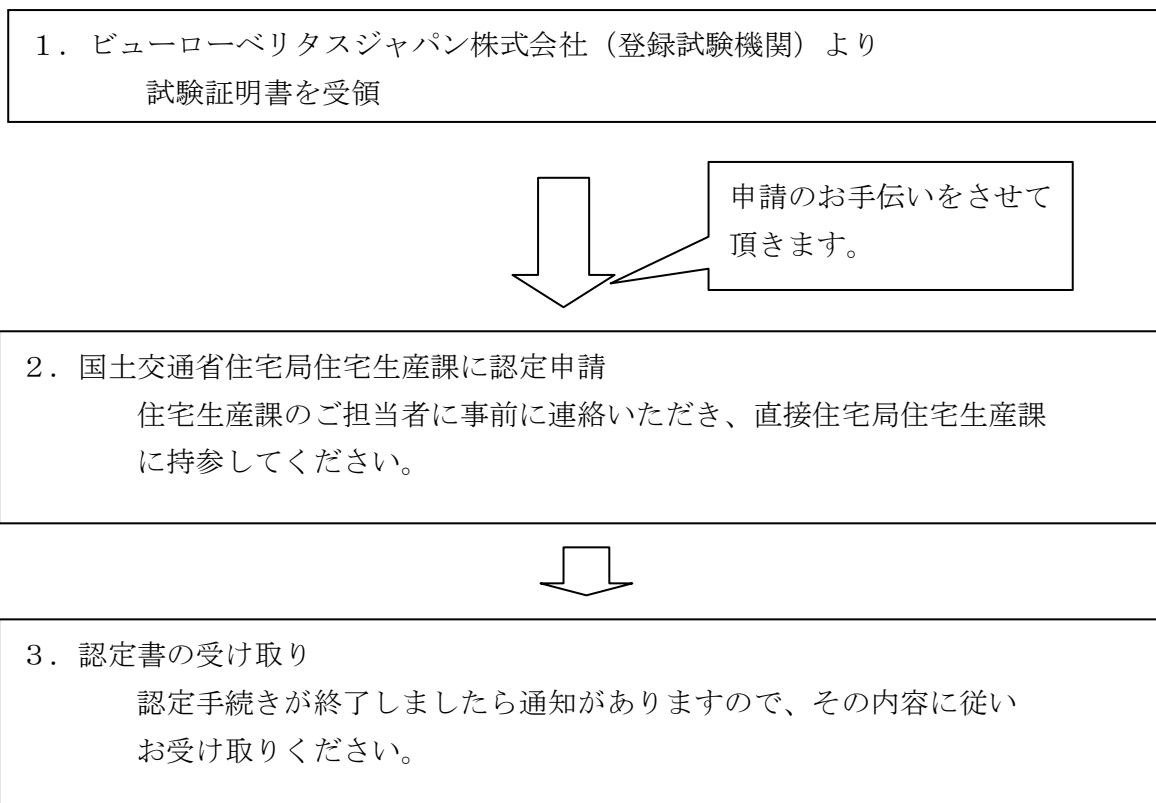 １．ビューローベリタスジャパン株式会社（登録試験機関）より
試験証明書を受領
申請のお手伝いをさせて
頂きます。
２．国土交通省住宅局住宅生産課に認定申請
住宅生産課のご担当者に事前に連絡いただき、直接住宅局住宅生産課
に持参してください。
３．認定書の受け取り
認定手続きが終了しましたら通知がありますので、その内容に従い
お受け取りください。